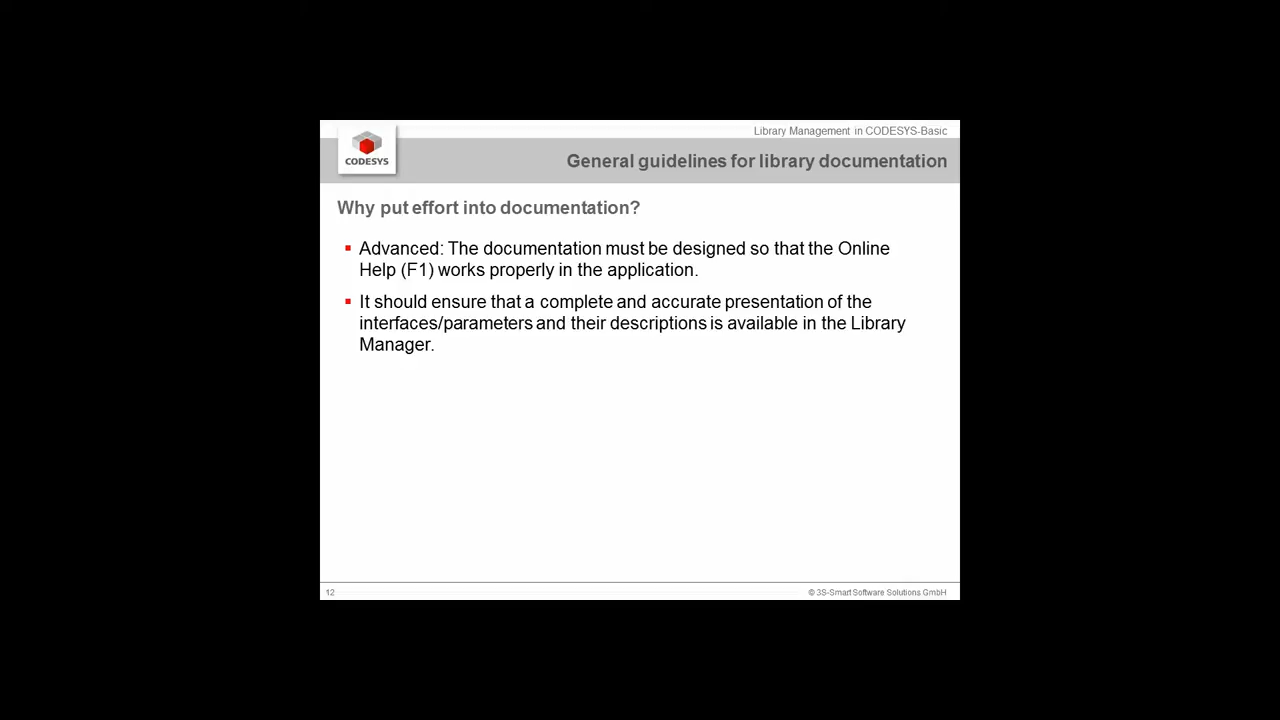 Library Management in CODESYS-Basic
CODESYS
General guidelines for library documentation
Why put effort into documentation?
▪ Advanced: The documentation must be designed so that the Online
Help (F1) works properly in the application.
▪ It should ensure that a complete and accurate presentation of the
interfaces/parameters and their descriptions is available in the Library
Manager.
12
© 3S-Smart Software Solutions GmbH